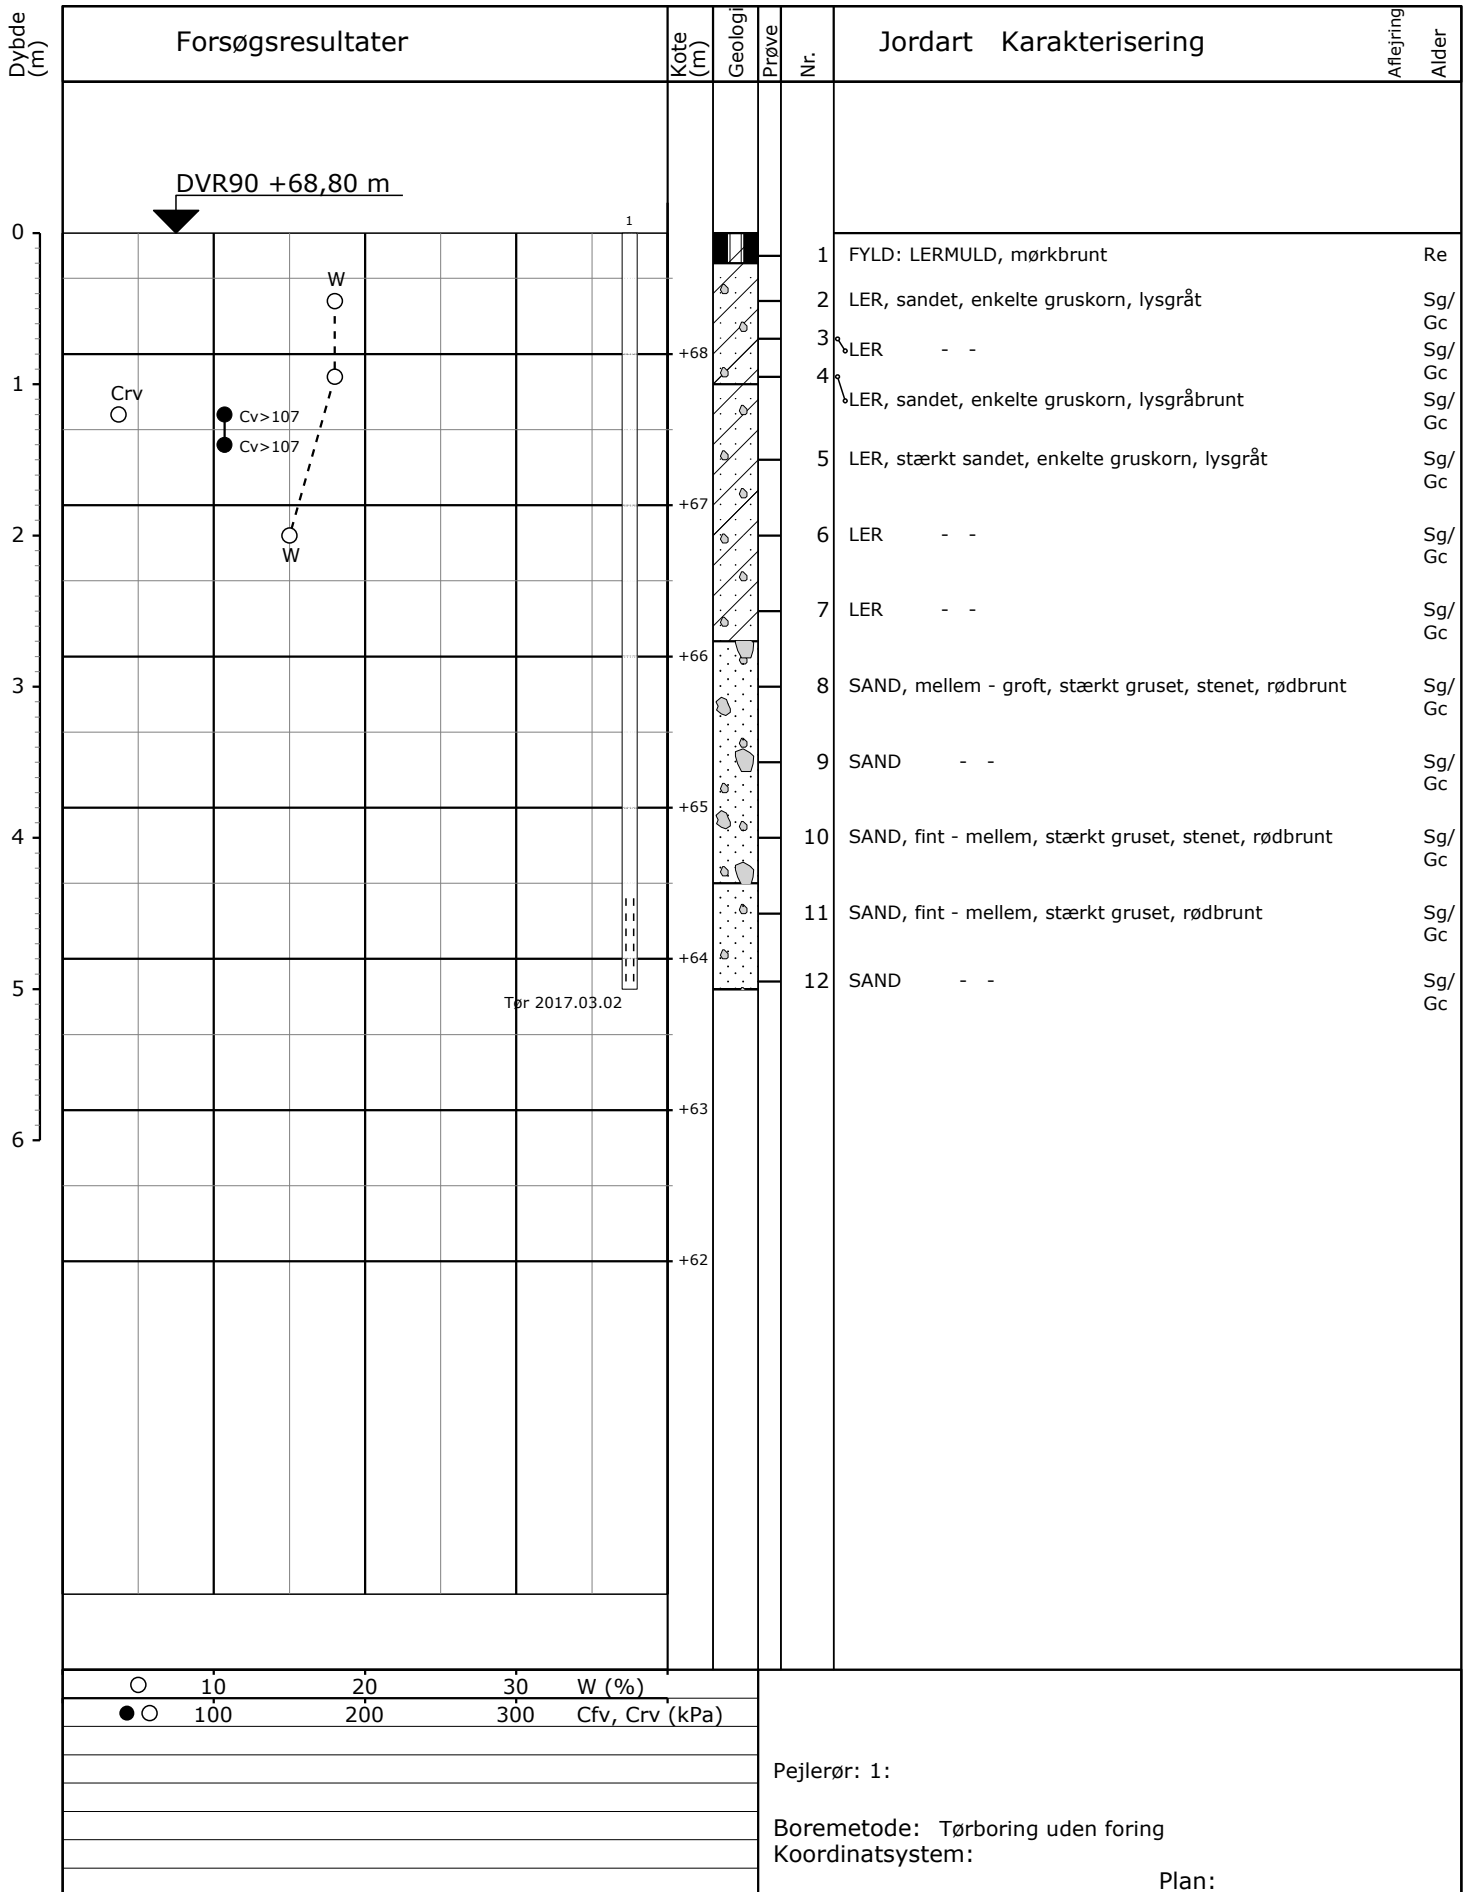 Dybde (m)
Forsøgsresultater
Kote (m)
Geologi
Prøve
Nr.
Jordart Karakterisering
Aflejring
Alder
DVR90 +68,80 m
0
1
2
3
4
5
6
1
W
Crv
Cv>107
Cv>107
W
Tør 2017.03.02
+68
+67
+66
+65
+64
+63
+62
1 FYLD: LERMULD, mørkbrunt Re
2 LER, sandet, enkelte gruskorn, lysgråt Sg/
Gc
3 LER - - Sg/
Gc
4 LER, sandet, enkelte gruskorn, lysgråbrunt Sg/
Gc
5 LER, stærkt sandet, enkelte gruskorn, lysgråt Sg/
Gc
6 LER - - Sg/
Gc
7 LER - - Sg/
Gc
8 SAND, mellem - groft, stærkt gruset, stenet, rødbrunt Sg/
Gc
9 SAND - - Sg/
Gc
10 SAND, fint - mellem, stærkt gruset, stenet, rødbrunt Sg/
Gc
11 SAND, fint - mellem, stærkt gruset, rødbrunt Sg/
Gc
12 SAND - - Sg/
Gc
10 20 30 W (%)
100 200 300 Cfv, Crv (kPa)
Pejlerør: 1:
Boremetode: Tørboring uden foring
Koordinatsystem:
Plan: